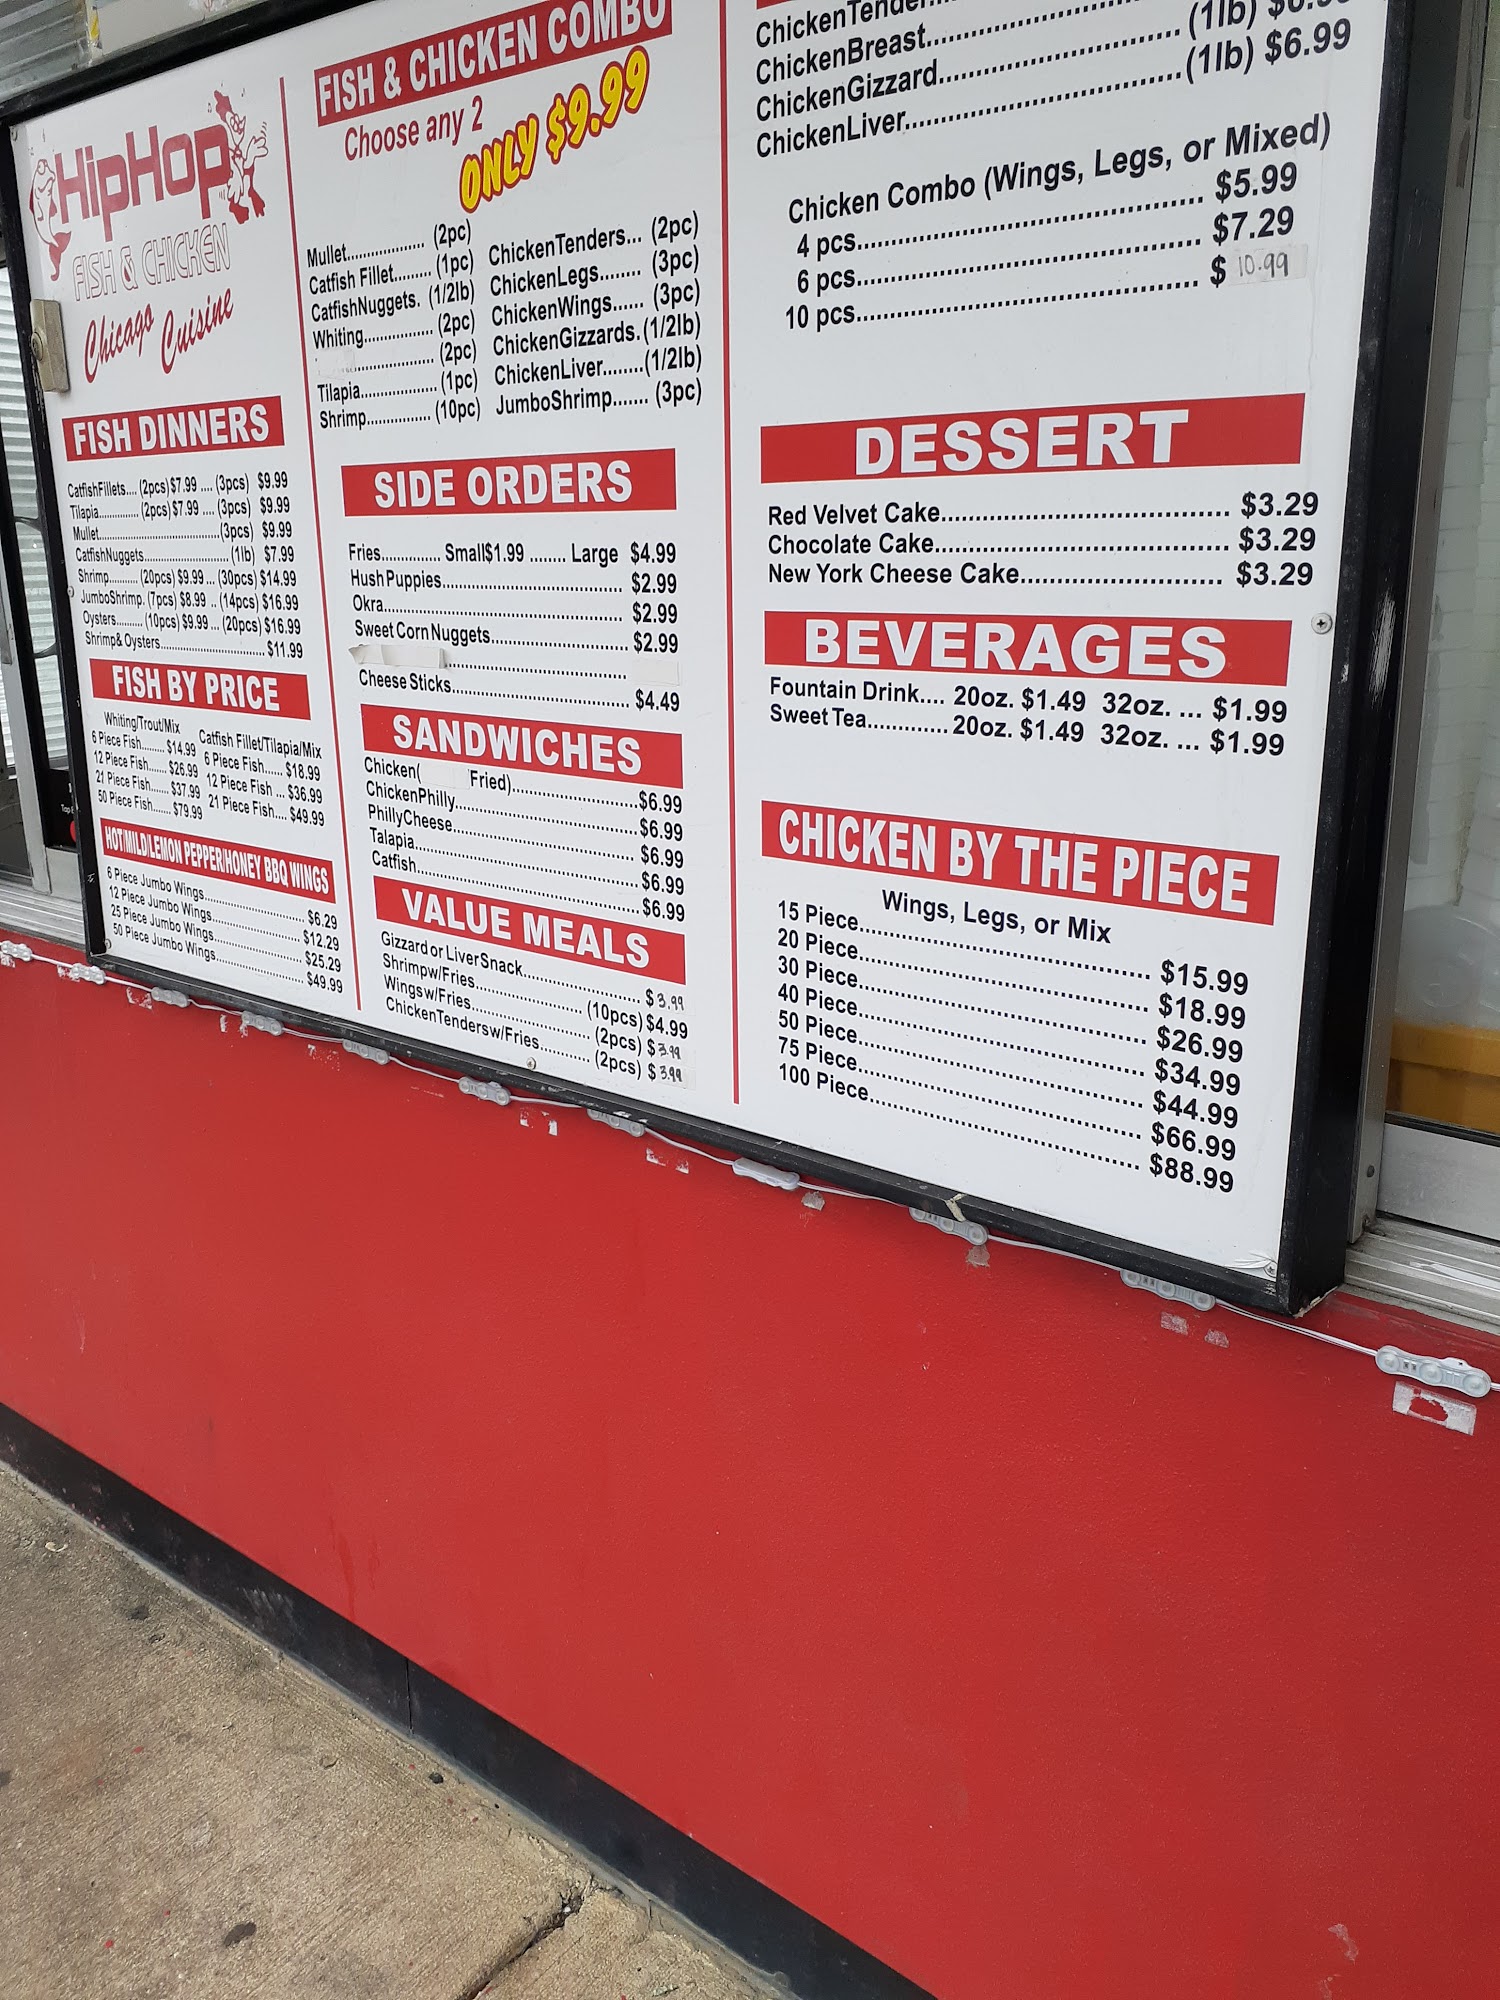 HipHop
FISH & CHICKEN
Chicago Cuisine
FISH DINNERS
CatfishFillets.... (2pcs) $7.99 .... (3pcs) $9.99
Tilapia.............. (2pcs) $7.99 .... (3pcs) $9.99
Mullet.......................................(3pcs) $9.99
CatfishNuggets.......................(1lb) $7.99
Shrimp.......... (20pcs) $9.99 ... (30pcs) $14.99
JumboShrimp. (7pcs) $8.99 .. (14pcs) $16.99
Oysters......... (10pcs) $9.99 ... (20pcs) $16.99
Shrimp& Oysters................................ $11.99
FISH BY PRICE
Whiting/Trout/Mix
6 Piece Fish........ $14.99
12 Piece Fish...... $26.99
21 Piece Fish...... $37.99
50 Piece Fish...... $79.99
Catfish Fillet/Tilapia/Mix
6 Piece Fish...... $18.99
12 Piece Fish ... $36.99
21 Piece Fish.... $49.99
HOT/MILD/LEMON PEPPER/HONEY BBQ WINGS
6 Piece Jumbo Wings.......................... $6.29
12 Piece Jumbo Wings....................... $12.29
25 Piece Jumbo Wings....................... $25.29
50 Piece Jumbo Wings....................... $49.99
FISH & CHICKEN COMBO
Choose any 2
ONLY $9.99
Mullet............... (2pc)
Catfish Fillet......... (1pc)
CatfishNuggets. (1/2lb)
Whiting................. (2pc)
................... (2pc)
Tilapia.................. (1pc)
Shrimp............... (10pc)
ChickenTenders... (2pc)
ChickenLegs........ (3pc)
ChickenWings...... (3pc)
ChickenGizzards. (1/2lb)
ChickenLiver........(1/2lb)
JumboShrimp....... (3pc)
SIDE ORDERS
Fries.............. Small$1.99 ........ Large $4.99
HushPuppies......................................... $2.99
Okra....................................................... $2.99
Sweet Corn Nuggets............................... $2.99
.........................................
Cheese Sticks......................................... $4.49
SANDWICHES
Chicken( Fried)............................$6.99
ChickenPhilly.........................................$6.99
PhillyCheese......................................... $6.99
Talapia.................................................. $6.99
Catfish...................................................$6.99
VALUE MEALS
Gizzard or LiverSnack.......................... $ 3.99
Shrimpw/Fries........................ (10pcs) $4.99
Wingsw/Fries........................... (2pcs) $ 3.99
ChickenTendersw/Fries............ (2pcs) $ 3.99
ChickenBreast
ChickenGizzard.............................. (1lb)
ChickenLiver...................................(1lb) $6.99
Chicken Combo (Wings, Legs, or Mixed)
4 pcs............................................. $5.99
6 pcs............................................. $7.29
10 pcs........................................... $ 10.99
DESSERT
Red Velvet Cake..................................... $3.29
Chocolate Cake...................................... $3.29
New York Cheese Cake.......................... $3.29
BEVERAGES
Fountain Drink.... 20oz. $1.49 32oz. ... $1.99
Sweet Tea............ 20oz. $1.49 32oz. ... $1.99
CHICKEN BY THE PIECE
Wings, Legs, or Mix
15 Piece..................................... $15.99
20 Piece..................................... $18.99
30 Piece..................................... $26.99
40 Piece..................................... $34.99
50 Piece..................................... $44.99
75 Piece..................................... $66.99
100 Piece................................... $88.99